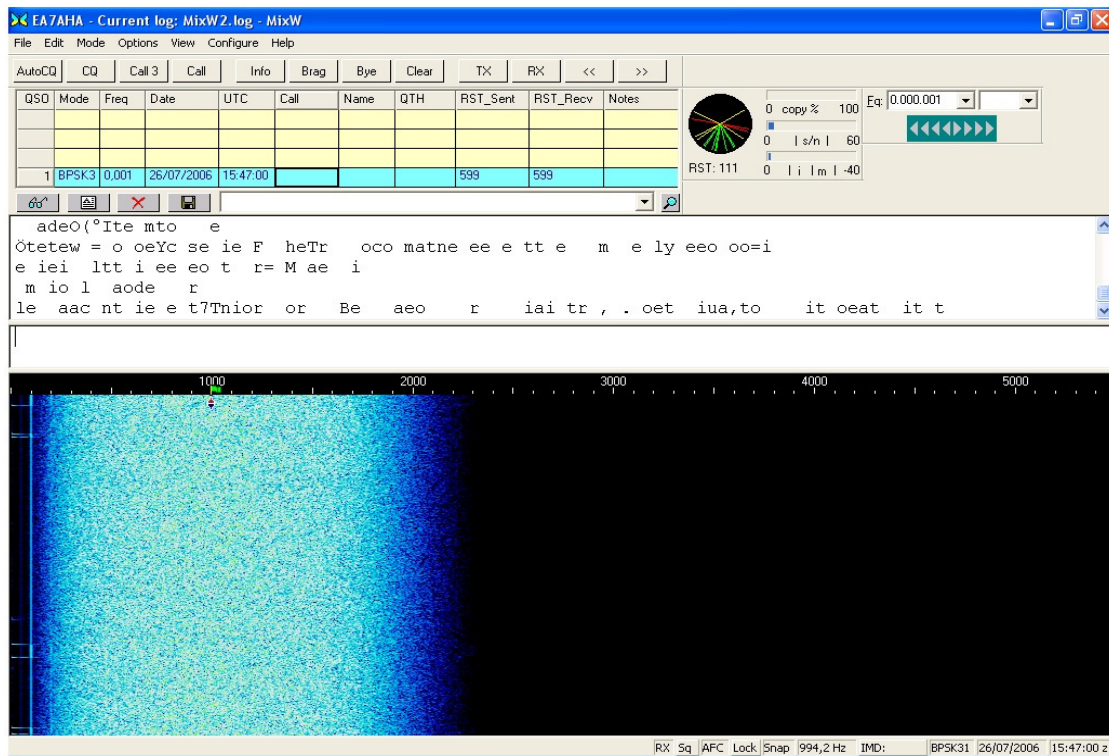 EA7AHA - Current log: MixW2.log - MixW
File Edit Mode Options View Configure Help
AutoCQ CQ Call 3 Call Info Brag Bye Clear TX RX << >>
QSO Mode Freq Date UTC Call Name QTH RST_Sent RST_Recv Notes
1 BPSK3 0,001 26/07/2006 15:47:00 599 599
RST: 111
0 copy % 100
0 | s/n | 60
0 | i | m | -40
Fq: 0.000.001
adeO(°Ite mto e
Ötetew = o oeYc se ie F heTr oco matne ee e tt e m e ly eeo oo=i
e iei ltt i ee eo t r= M ae i
m io l aode r
le aac nt ie e t7Tnior or Be aeo r iai tr , . oet iua,to it oeat it t
1000 2000 3000 4000 5000
RX Sq AFC Lock Snap 994,2 Hz IMD: BPSK31 26/07/2006 15:47:00 z